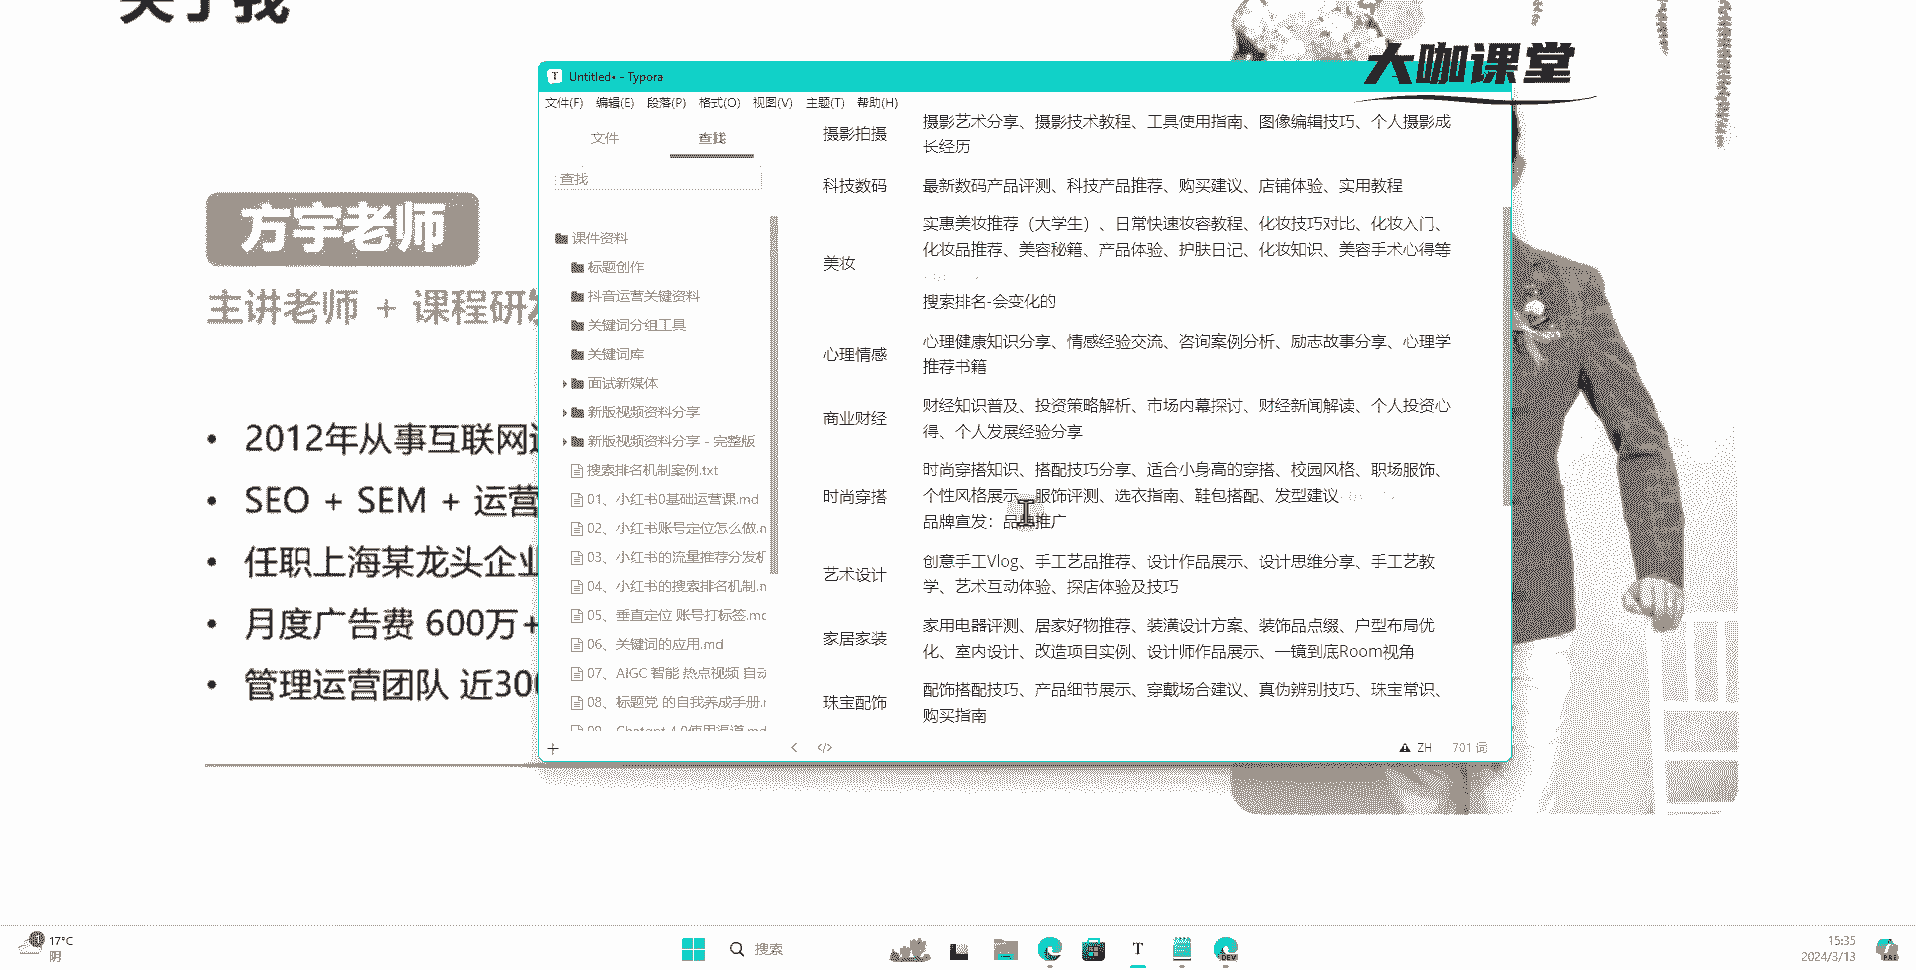 关于我
大咖课堂
方宇老师
主讲老师 + 课程研发
2012年从事互联网
SEO + SEM + 运营
任职上海某龙头企业
月度广告费 600万+
管理运营团队 近300
Untitled• - Typora
文件(F) 编辑(E) 段落(P) 格式(O) 视图(V) 主题(T) 帮助(H)
文件 查找
查找
课件资料
标题创作
抖音运营关键资料
关键词分组工具
关键词库
面试新媒体
新版视频资料分享
新版视频资料分享 - 完整版
搜索排名机制案例.txt
01、小红书0基础运营课.md
02、小红书账号定位怎么做.m
03、小红书的流量推荐分发机
04、小红书的搜索排名机制.m
05、垂直定位 账号打标签.md
06、关键词的应用.md
07、AIGC 智能 热点视频 自动
08、标题党 的自我养成手册.m
09、Chatgpt 4.0使用渠道.md
摄影拍摄
摄影艺术分享、摄影技术教程、工具使用指南、图像编辑技巧、个人摄影成
长经历
科技数码
最新数码产品评测、科技产品推荐、购买建议、店铺体验、实用教程
美妆
实惠美妆推荐（大学生）、日常快速妆容教程、化妆技巧对比、化妆入门、
化妆品推荐、美容秘籍、产品体验、护肤日记、化妆知识、美容手术心得等
搜索排名-会变化的
心理情感
心理健康知识分享、情感经验交流、咨询案例分析、励志故事分享、心理学
推荐书籍
商业财经
财经知识普及、投资策略解析、市场内幕探讨、财经新闻解读、个人投资心
得、个人发展经验分享
时尚穿搭
时尚穿搭知识、搭配技巧分享、适合小身高的穿搭、校园风格、职场服饰、
个性风格展示、服饰评测、选衣指南、鞋包搭配、发型建议
品牌宣发：品牌推广
艺术设计
创意手工Vlog、手工艺品推荐、设计作品展示、设计思维分享、手工艺教
学、艺术互动体验、探店体验及技巧
家居家装
家用电器评测、居家好物推荐、装潢设计方案、装饰品点缀、户型布局优
化、室内设计、改造项目实例、设计师作品展示、一镜到底Room视角
珠宝配饰
配饰搭配技巧、产品细节展示、穿戴场合建议、真伪辨别技巧、珠宝常识、
购买指南
ZH 701 词
17°C
阴
搜索
DEV
15:35
2024/3/13
PRE